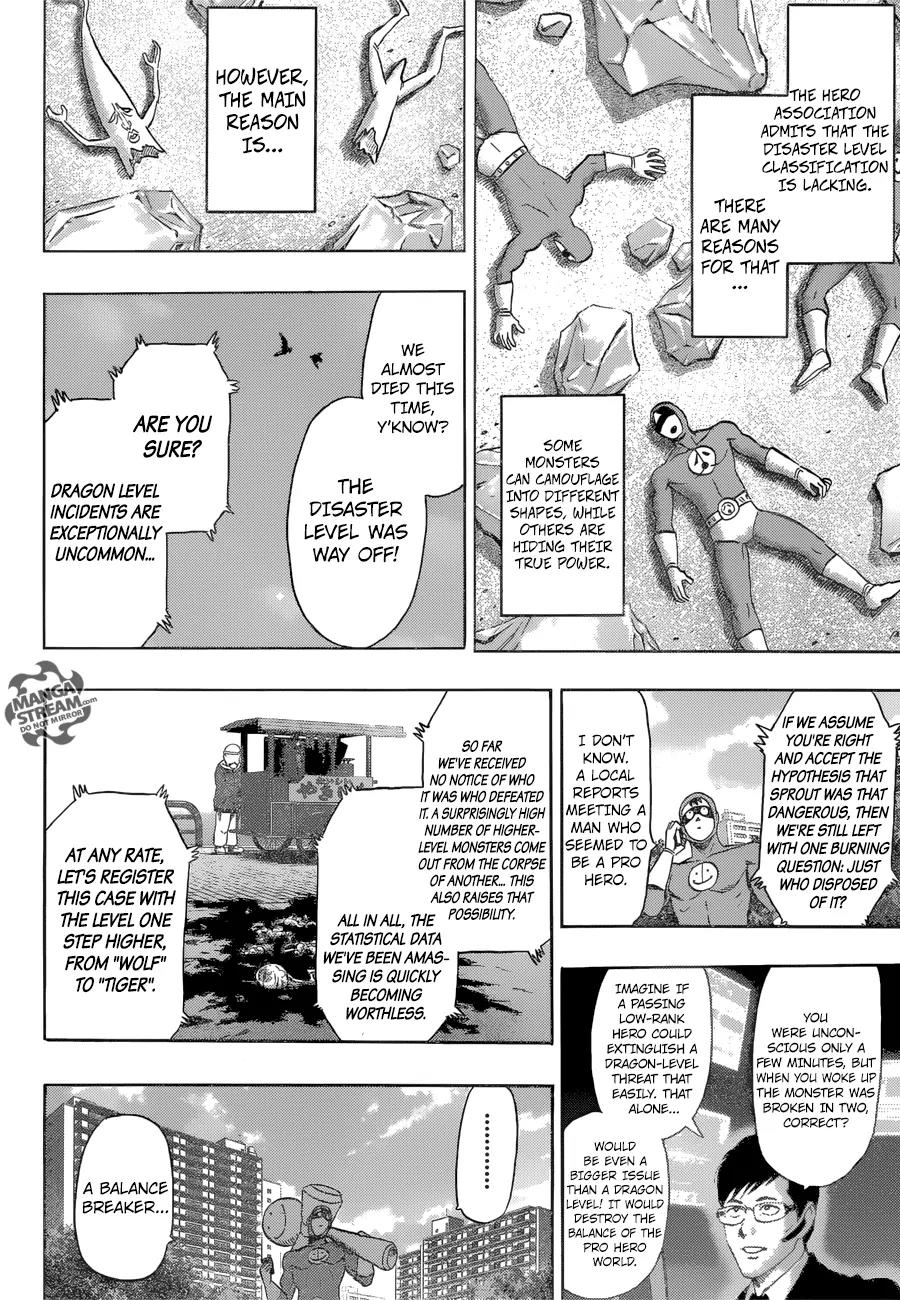 THE HERO
ASSOCIATION
ADMITS THAT THE
DISASTER LEVEL
CLASSIFICATION
IS LACKING.
THERE
ARE MANY
REASONS
FOR THAT
...
SOME
MONSTERS
CAN CAMOUFLAGE
INTO DIFFERENT
SHAPES, WHILE
OTHERS ARE
HIDING THEIR
TRUE POWER.
HOWEVER,
THE MAIN
REASON
IS...
WE
ALMOST
DIED THIS
TIME,
Y'KNOW?
THE
DISASTER
LEVEL WAS
WAY OFF!
ARE YOU
SURE?
DRAGON LEVEL
INCIDENTS ARE
EXCEPTIONALLY
UNCOMMON...
MANGA
STREAM.com
DO NOT MIRROR
IF WE ASSUME
YOU'RE RIGHT
AND ACCEPT THE
HYPOTHESIS THAT
SPROUT WAS THAT
DANGEROUS, THEN
WE'RE STILL LEFT
WITH ONE BURNING
QUESTION: JUST
WHO DISPOSED
OF IT?
I DON'T
KNOW.
A LOCAL
REPORTS
MEETING A
MAN WHO
SEEMED TO
BE A PRO
HERO.
SO FAR
WE'VE RECEIVED
NO NOTICE OF WHO
IT WAS WHO DEFEATED
IT. A SURPRISINGLY HIGH
NUMBER OF HIGHER-
LEVEL MONSTERS COME
OUT FROM THE CORPSE
OF ANOTHER... THIS
ALSO RAISES THAT
POSSIBILITY.
ALL IN ALL, THE
STATISTICAL DATA
WE'VE BEEN AMAS-
SING IS QUICKLY
BECOMING
WORTHLESS.
AT ANY RATE,
LET'S REGISTER
THIS CASE WITH
THE LEVEL ONE
STEP HIGHER,
FROM "WOLF"
TO "TIGER".
YOU
WERE UNCON-
SCIOUS ONLY A
FEW MINUTES, BUT
WHEN YOU WOKE UP
THE MONSTER WAS
BROKEN IN TWO,
CORRECT?
IMAGINE IF
A PASSING
LOW-RANK
HERO COULD
EXTINGUISH A
DRAGON-LEVEL
THREAT THAT
EASILY. THAT
ALONE...
WOULD
BE EVEN A
BIGGER ISSUE
THAN A DRAGON
LEVEL! IT WOULD
DESTROY THE
BALANCE OF THE
PRO HERO
WORLD.
.........
A BALANCE
BREAKER...